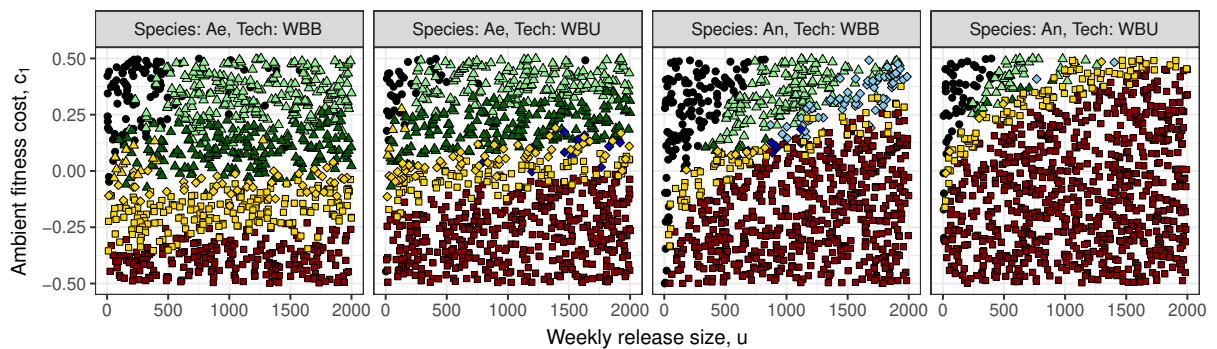 Species: Ae, Tech: WBB
Species: Ae, Tech: WBU
Species: An, Tech: WBB
Species: An, Tech: WBU
Ambient fitness cost, c₁
0.50
0.25
0.00
−0.25
−0.50
0 500 1000 1500 2000
0 500 1000 1500 2000
0 500 1000 1500 2000
0 500 1000 1500 2000
Weekly release size, u